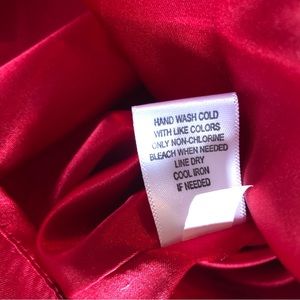 HAND WASH COLD
WITH LIKE COLORS
ONLY NON-CHLORINE
BLEACH WHEN NEEDED
LINE DRY
COOL IRON
IF NEEDED